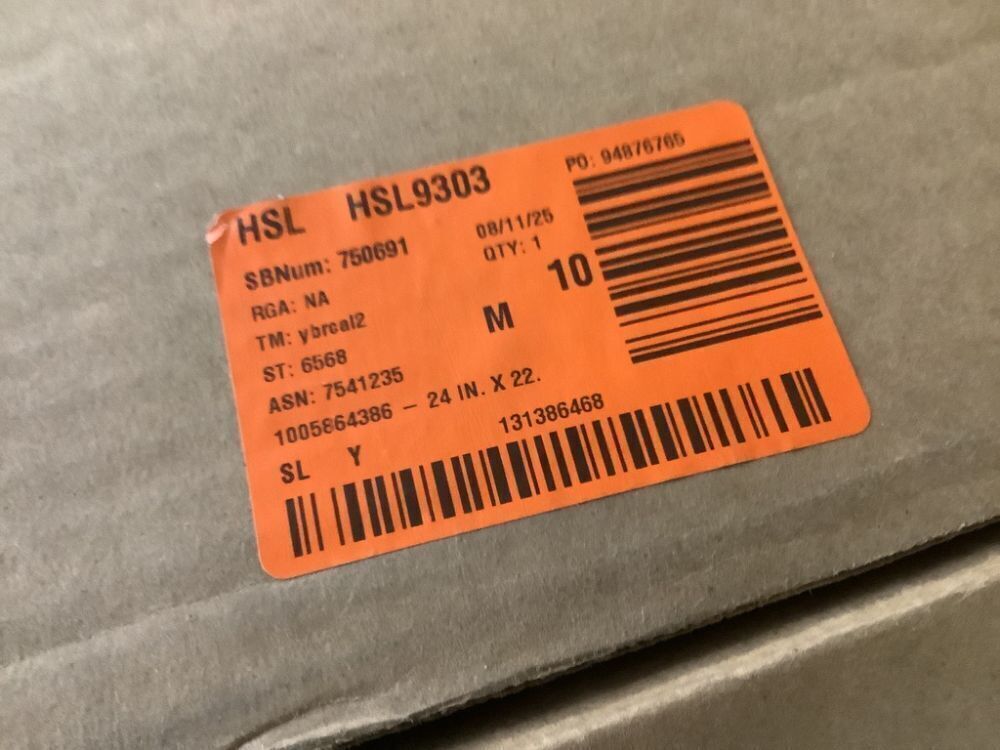 HSL HSL9303
PO: 94876765
SBNum: 750691
08/11/25
RGA: NA
QTY: 1
TM: ybrcal2
M
10
ST: 6568
ASN: 7541235
1005864386 – 24 IN. X 22.
131386468
SL Y